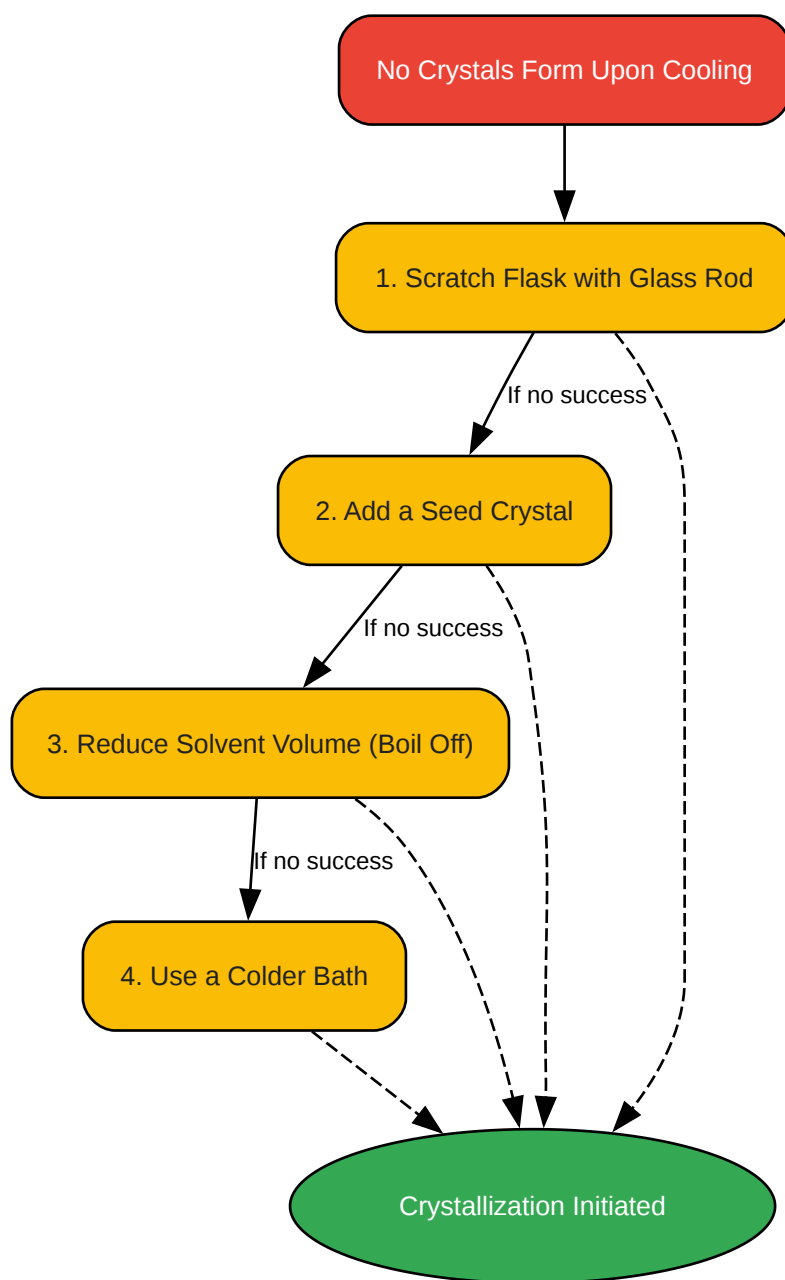 No Crystals Form Upon Cooling
1. Scratch Flask with Glass Rod
If no success
2. Add a Seed Crystal
If no success
3. Reduce Solvent Volume (Boil Off)
If no success
4. Use a Colder Bath
Crystallization Initiated